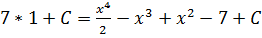 7 * 1 + C = x⁴/2 − x³ + x² − 7 + C